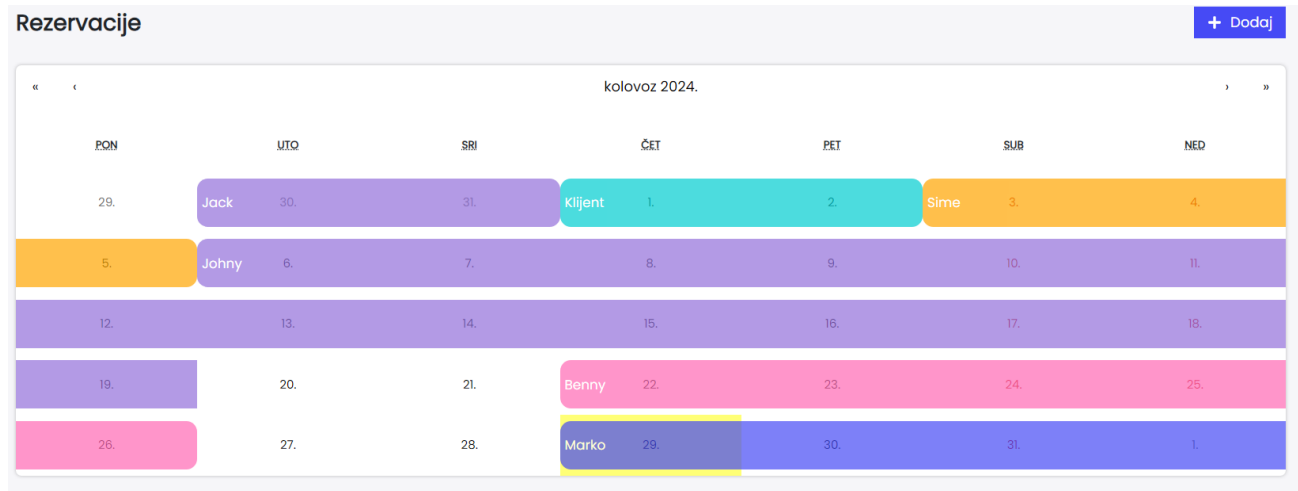 Rezervacije
+ Dodaj
« ‹ kolovoz 2024. › »
PON UTO SRI ČET PET SUB NED
29. Jack 30. 31. Klijent 1. 2. Sime 3. 4.
5. Johny 6. 7. 8. 9. 10. 11.
12. 13. 14. 15. 16. 17. 18.
19. 20. 21. Benny 22. 23. 24. 25.
26. 27. 28. Marko 29. 30. 31. 1.